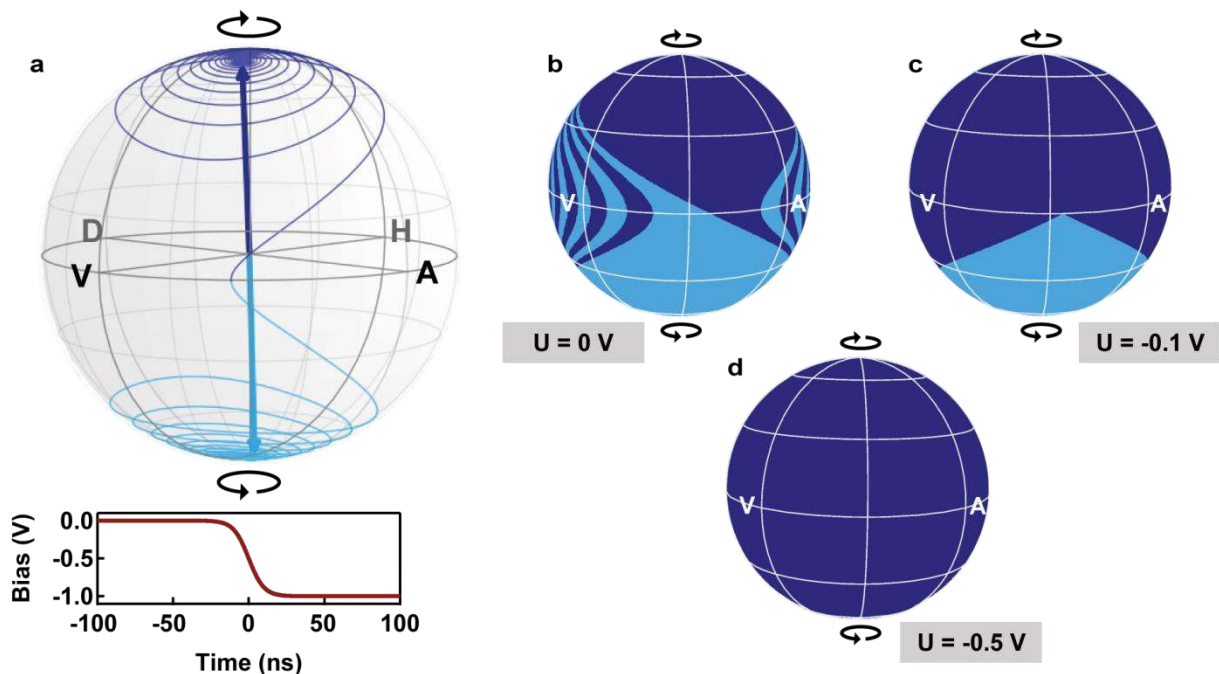 a
D
H
V
A
Bias (V)
0.0
-0.5
-1.0
-100
-50
0
50
100
Time (ns)
b
V
A
U = 0 V
c
V
A
U = -0.1 V
d
V
A
U = -0.5 V